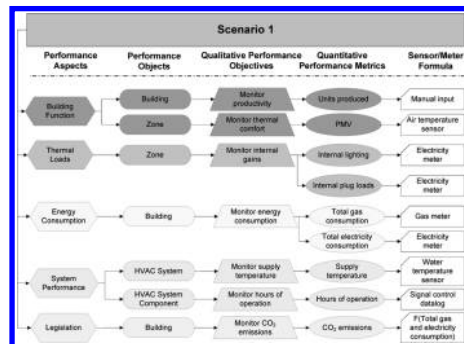 Scenario 1
Performance Aspects
Performance Objects
Qualitative Performance Objectives
Quantitative Performance Metrics
Sensor/Meter Formula
Building Function
Building
Monitor productivity
Units produced
Manual input
Zone
Monitor thermal comfort
PMV
Air temperature sensor
Thermal Loads
Zone
Monitor internal gains
Internal lighting
Electricity meter
Internal plug loads
Electricity meter
Energy Consumption
Building
Monitor energy consumption
Total gas consumption
Gas meter
Total electricity consumption
Electricity meter
System Performance
HVAC System
Monitor supply temperature
Supply temperature
Water temperature sensor
HVAC System Component
Monitor hours of operation
Hours of operation
Signal control datalog
Legislation
Building
Monitor CO₂ emissions
CO₂ emissions
F(Total gas and electricity consumption)